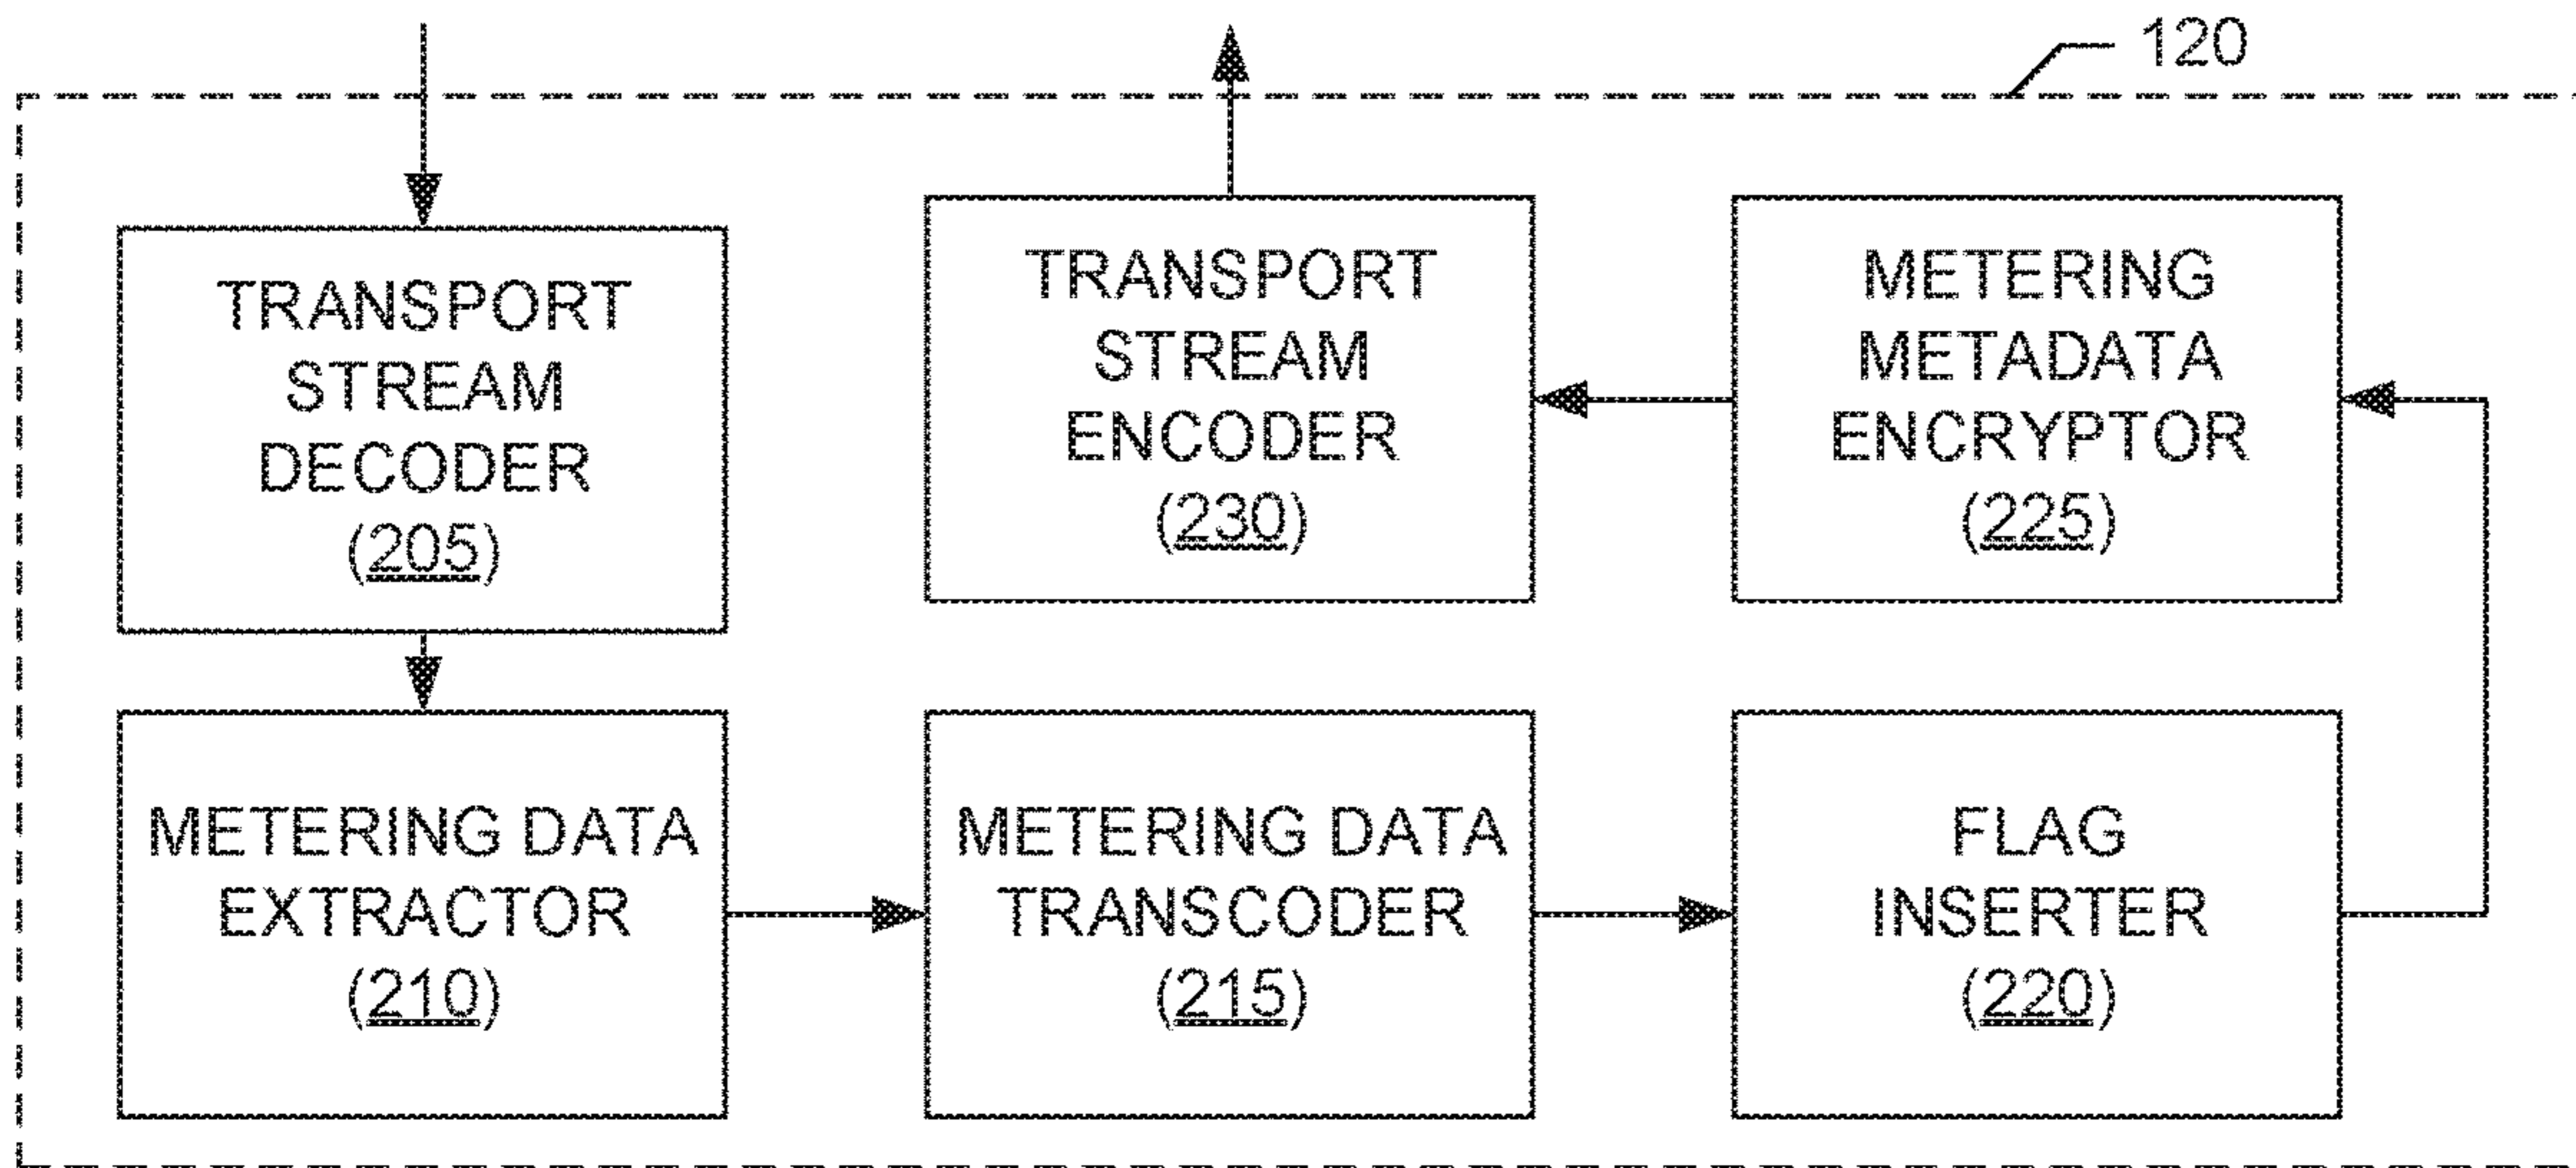 120
TRANSPORT
STREAM
DECODER
(205)
TRANSPORT
STREAM
ENCODER
(230)
METERING
METADATA
ENCRYPTOR
(225)
METERING DATA
EXTRACTOR
(210)
METERING DATA
TRANSCODER
(215)
FLAG
INSERTER
(220)